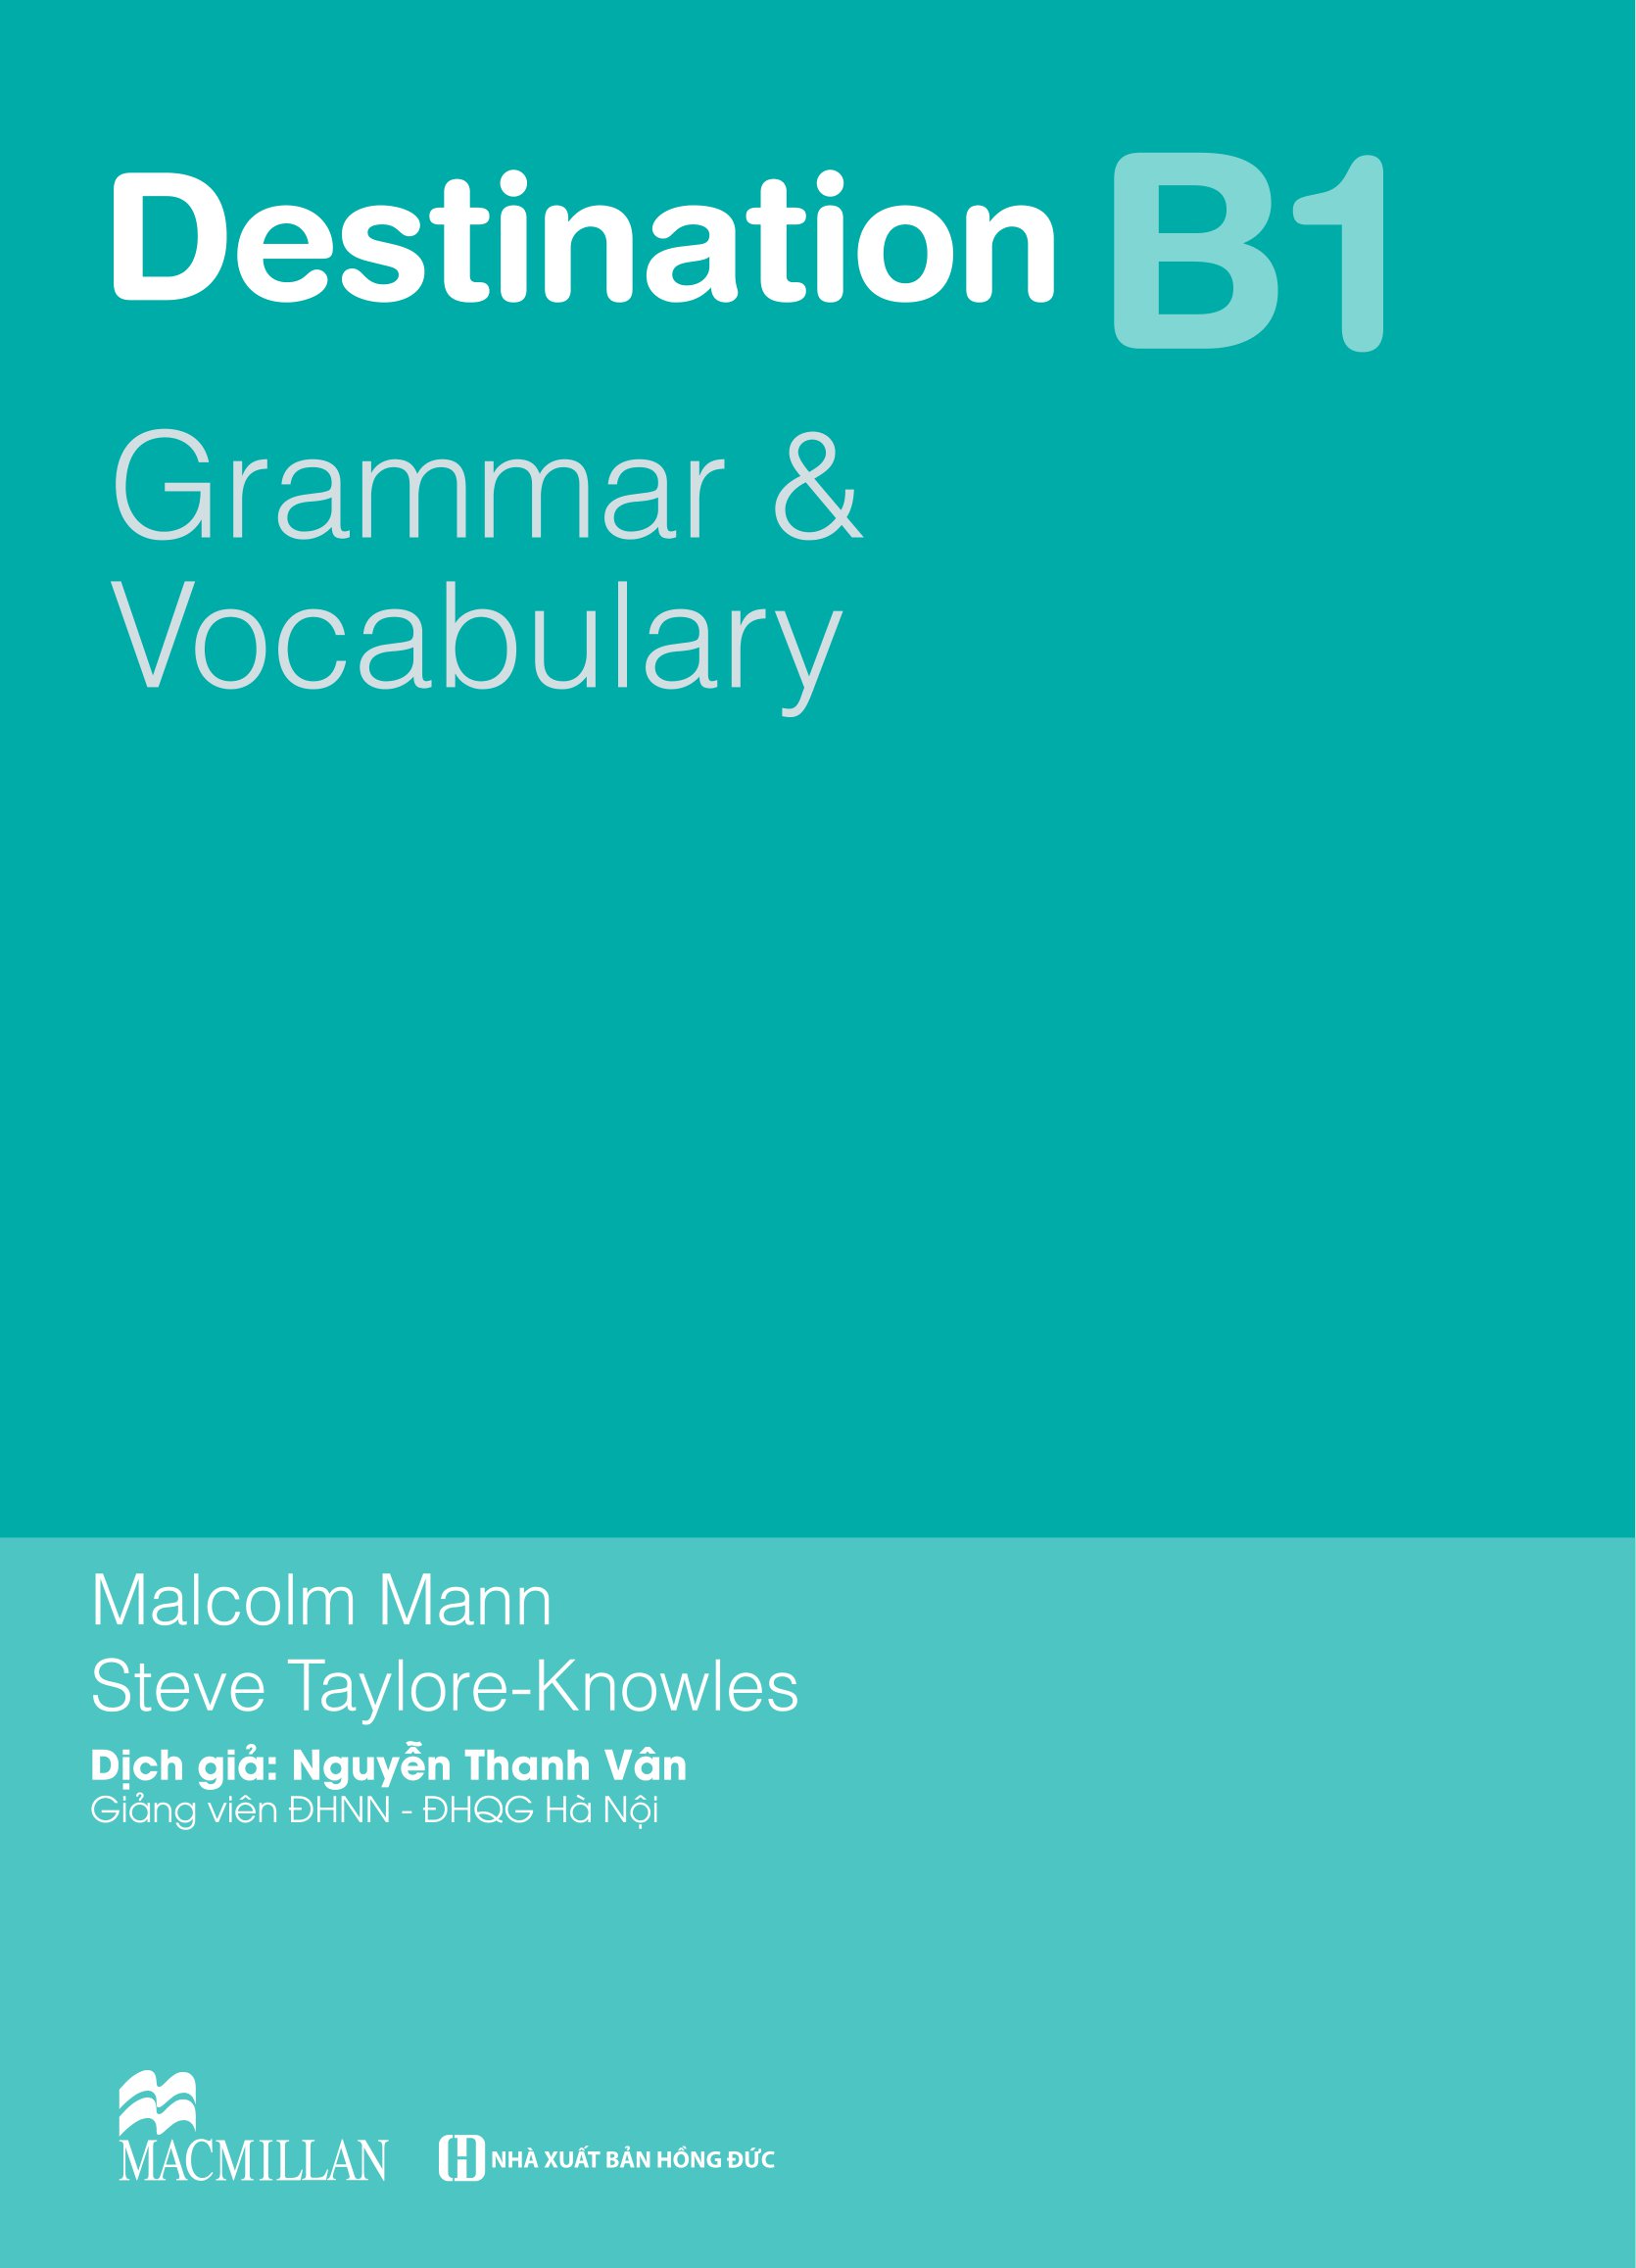 Destination B1
Grammar &
Vocabulary
Malcolm Mann
Steve Taylore-Knowles
Dịch giả: Nguyễn Thanh Vân
Giảng viên ĐHNN - ĐHQG Hà Nội
MACMILLAN
NHÀ XUẤT BẢN HỒNG ĐỨC